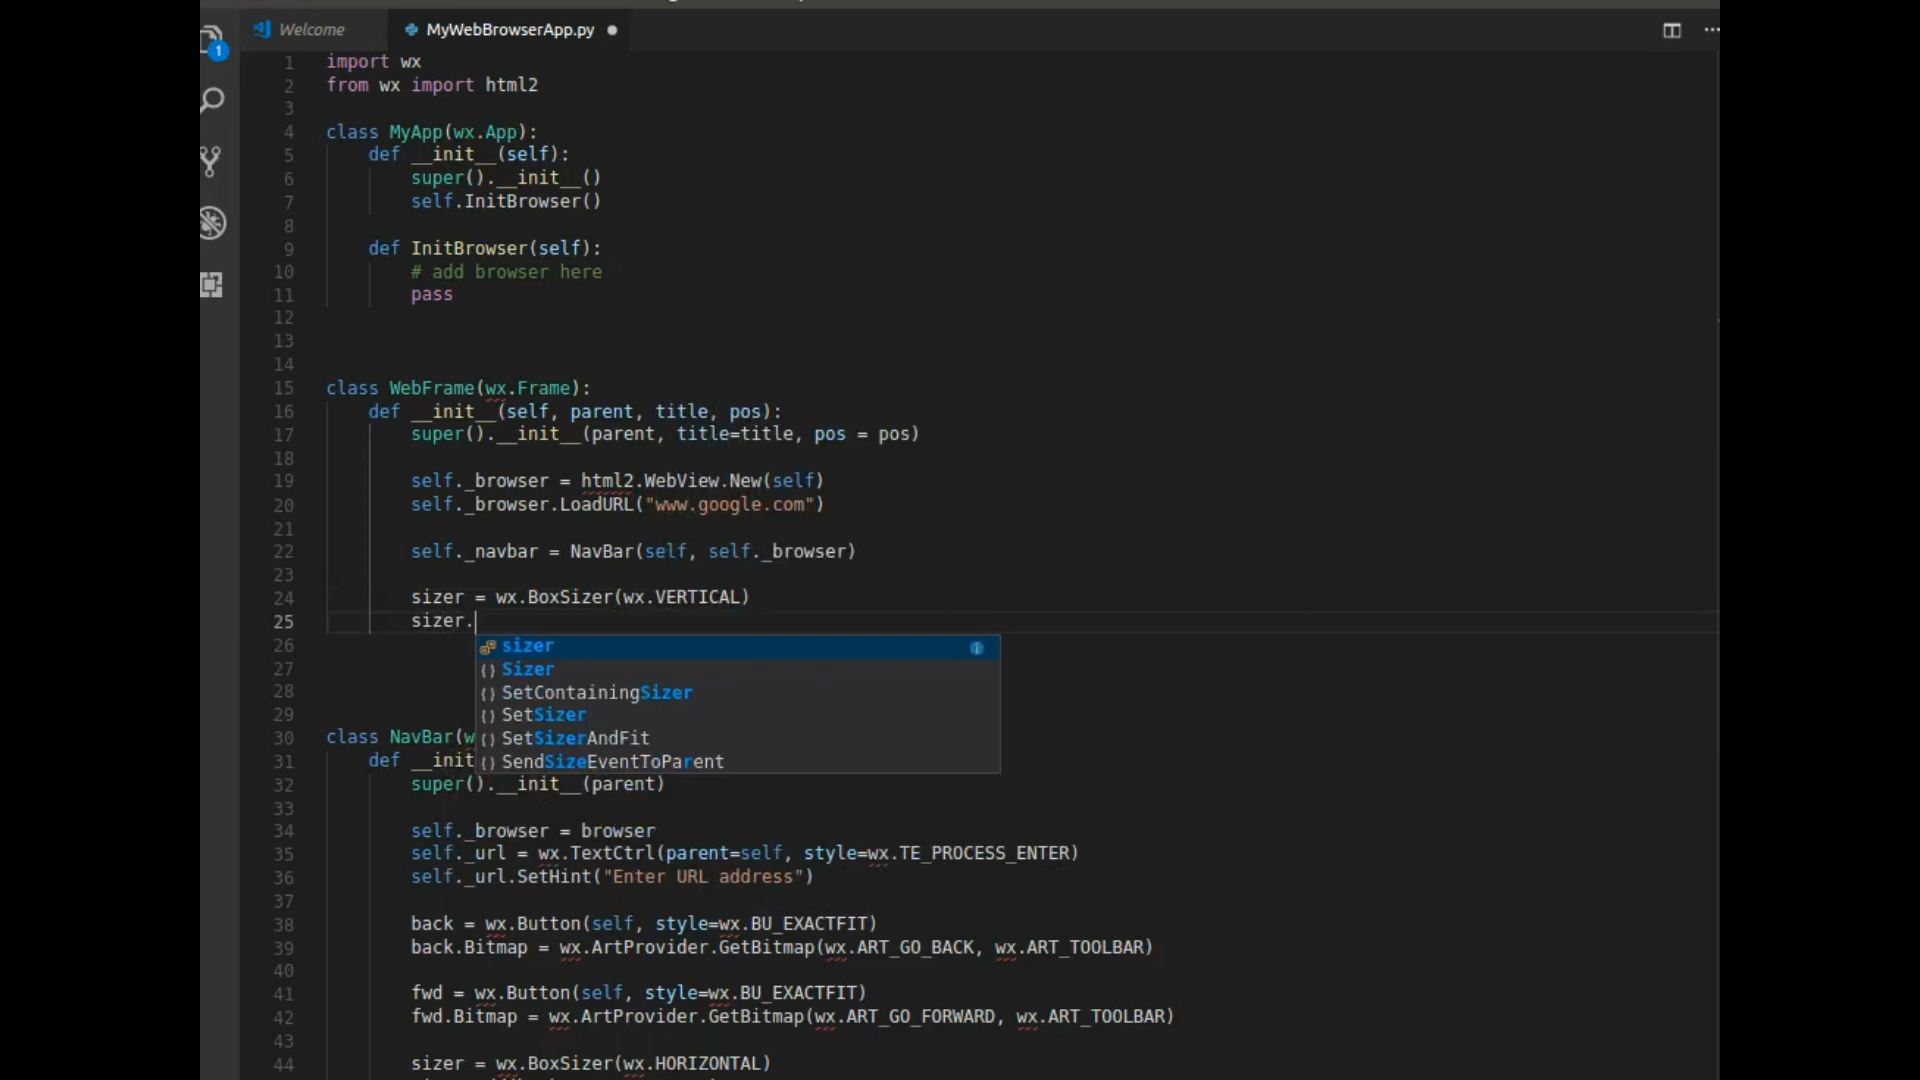 Welcome
MyWebBrowserApp.py
1
1 import wx
2 from wx import html2
3
4 class MyApp(wx.App):
5 def __init__(self):
6 super().__init__()
7 self.InitBrowser()
8
9 def InitBrowser(self):
10 # add browser here
11 pass
12
13
14
15 class WebFrame(wx.Frame):
16 def __init__(self, parent, title, pos):
17 super().__init__(parent, title=title, pos = pos)
18
19 self._browser = html2.WebView.New(self)
20 self._browser.LoadURL("www.google.com")
21
22 self._navbar = NavBar(self, self._browser)
23
24 sizer = wx.BoxSizer(wx.VERTICAL)
25 sizer.
26 sizer
27 Sizer
28 SetContainingSizer
29 SetSizer
30 class NavBar(w SetSizerAndFit
31 def __init SendSizeEventToParent
32 super().__init__(parent)
33
34 self._browser = browser
35 self._url = wx.TextCtrl(parent=self, style=wx.TE_PROCESS_ENTER)
36 self._url.SetHint("Enter URL address")
37
38 back = wx.Button(self, style=wx.BU_EXACTFIT)
39 back.Bitmap = wx.ArtProvider.GetBitmap(wx.ART_GO_BACK, wx.ART_TOOLBAR)
40
41 fwd = wx.Button(self, style=wx.BU_EXACTFIT)
42 fwd.Bitmap = wx.ArtProvider.GetBitmap(wx.ART_GO_FORWARD, wx.ART_TOOLBAR)
43
44 sizer = wx.BoxSizer(wx.HORIZONTAL)